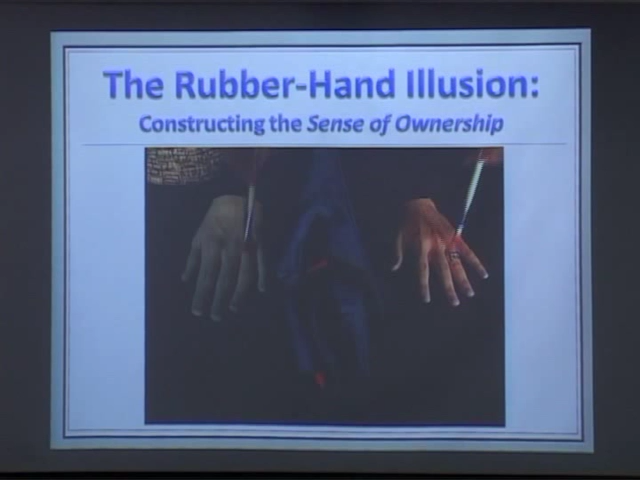 The Rubber-Hand Illusion:
Constructing the Sense of Ownership